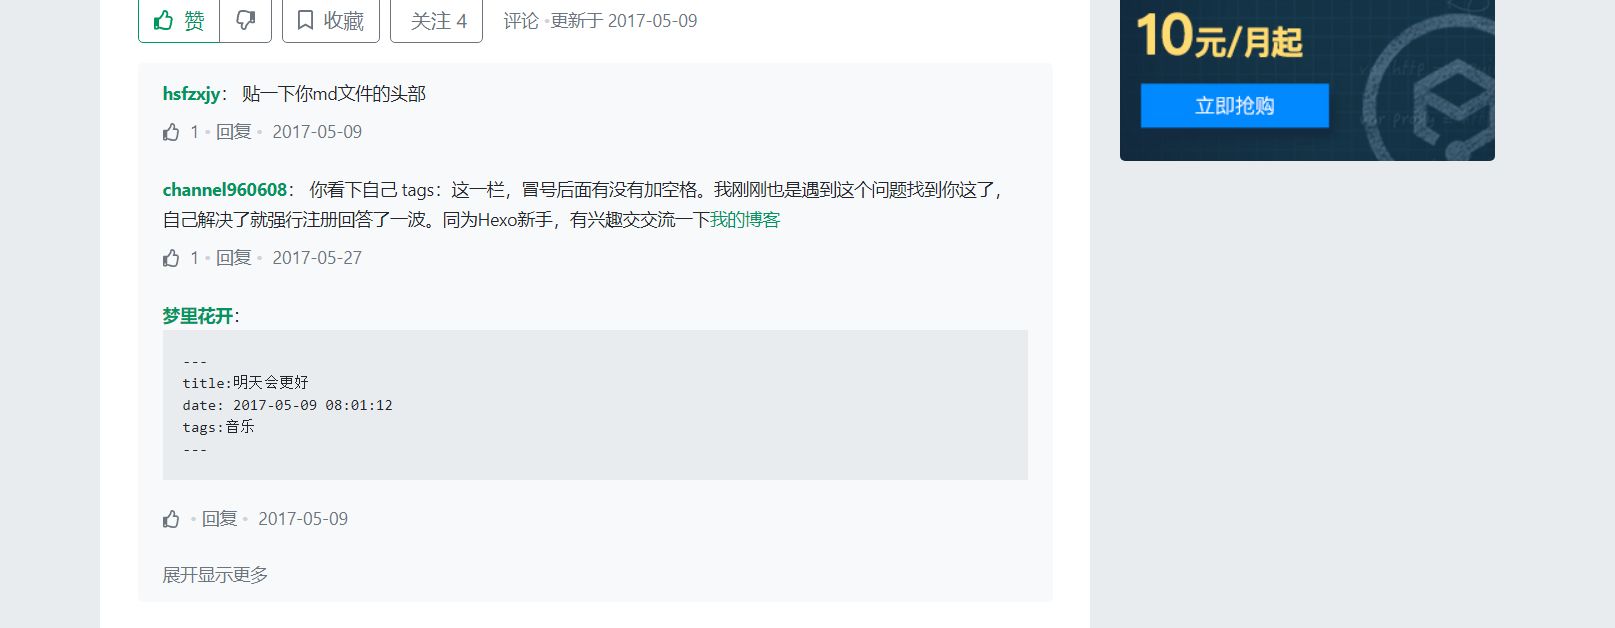 赞 收藏 关注 4 评论 •更新于 2017-05-09
hsfzxjy： 贴一下你md文件的头部
1 • 回复 • 2017-05-09
channel960608： 你看下自己 tags：这一栏，冒号后面有没有加空格。我刚刚也是遇到这个问题找到你这了，
自己解决了就强行注册回答了一波。同为Hexo新手，有兴趣交交流一下我的博客
1 • 回复 • 2017-05-27
梦里花开：
---
title:明天会更好
date: 2017-05-09 08:01:12
tags:音乐
---
• 回复 • 2017-05-09
展开显示更多
10元/月起
立即抢购